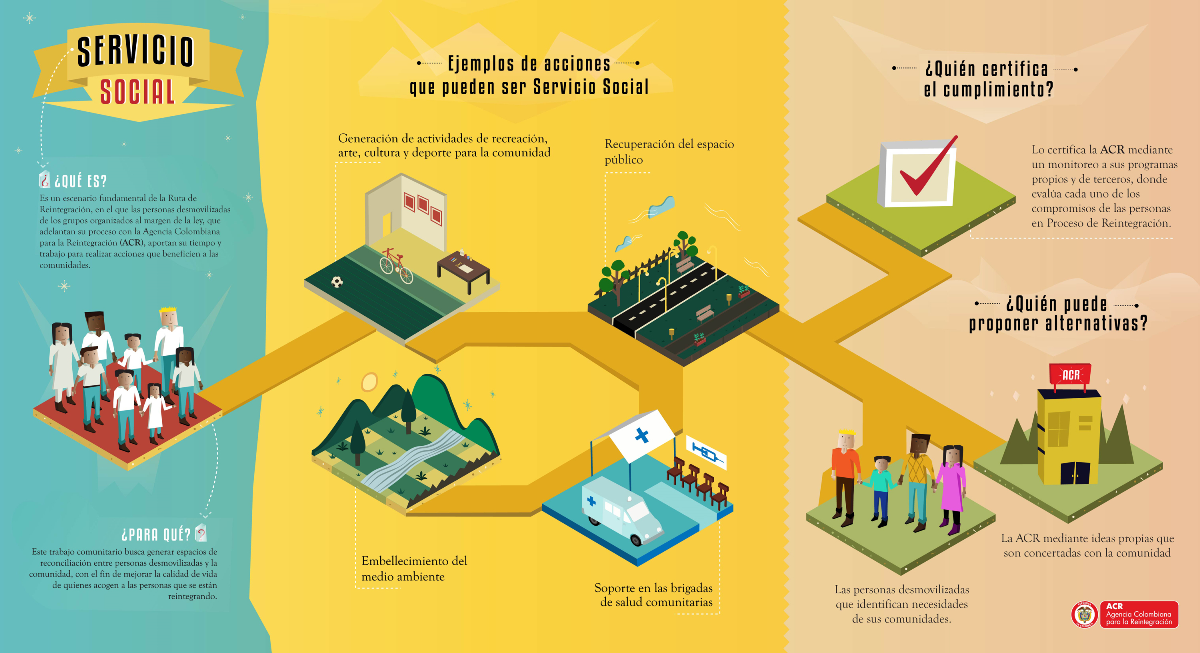 SERVICIO
SOCIAL
¿QUÉ ES?
Es un escenario fundamental de la Ruta de
Reintegración, en el que las personas desmovilizadas
de los grupos organizados al margen de la ley, que
adelantan su proceso con la Agencia Colombiana
para la Reintegración (ACR), aportan su tiempo y
trabajo para realizar acciones que beneficien a las
comunidades.
¿PARA QUÉ?
Este trabajo comunitario busca generar espacios de
reconciliación entre personas desmovilizadas y la
comunidad, con el fin de mejorar la calidad de vida
de quienes acogen a las personas que se están
reintegrando.
Ejemplos de acciones
que pueden ser Servicio Social
Generación de actividades de recreación,
arte, cultura y deporte para la comunidad
Recuperación del espacio
público
Embellecimiento del
medio ambiente
Soporte en las brigadas
de salud comunitarias
¿Quién certifica
el cumplimiento?
Lo certifica la ACR mediante
un monitoreo a sus programas
propios y de terceros, donde
evalúa cada uno de los
compromisos de las personas
en Proceso de Reintegración.
¿Quién puede
proponer alternativas?
ACR
La ACR mediante ideas propias que
son concertadas con la comunidad
Las personas desmovilizadas
que identifican necesidades
de sus comunidades.
ACR
Agencia Colombiana
para la Reintegración